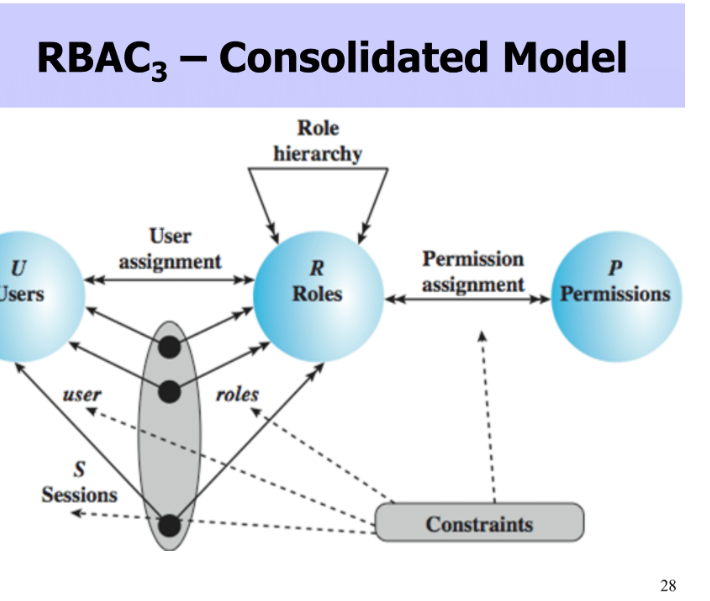 RBAC3 – Consolidated Model
Role
hierarchy
User
assignment
Permission
assignment
U
Users
R
Roles
P
Permissions
user
roles
S
Sessions
Constraints
28